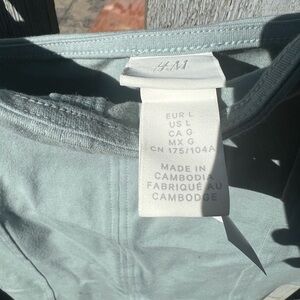 H&M
EUR L
US L
CA G
MX G
CN 175/104A
MADE IN
CAMBODIA
FABRIQUÉ AU
CAMBODGE